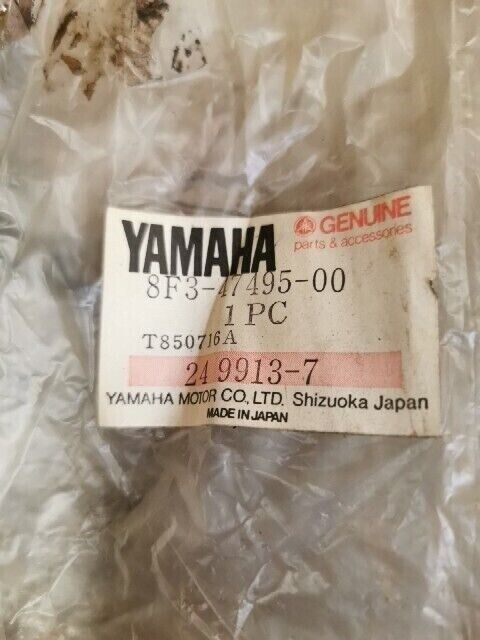 YAMAHA GENUINE
parts & accessories
8F3-47495-00
1 PC
T850716A
24 9913-7
YAMAHA MOTOR CO., LTD. Shizuoka Japan
MADE IN JAPAN